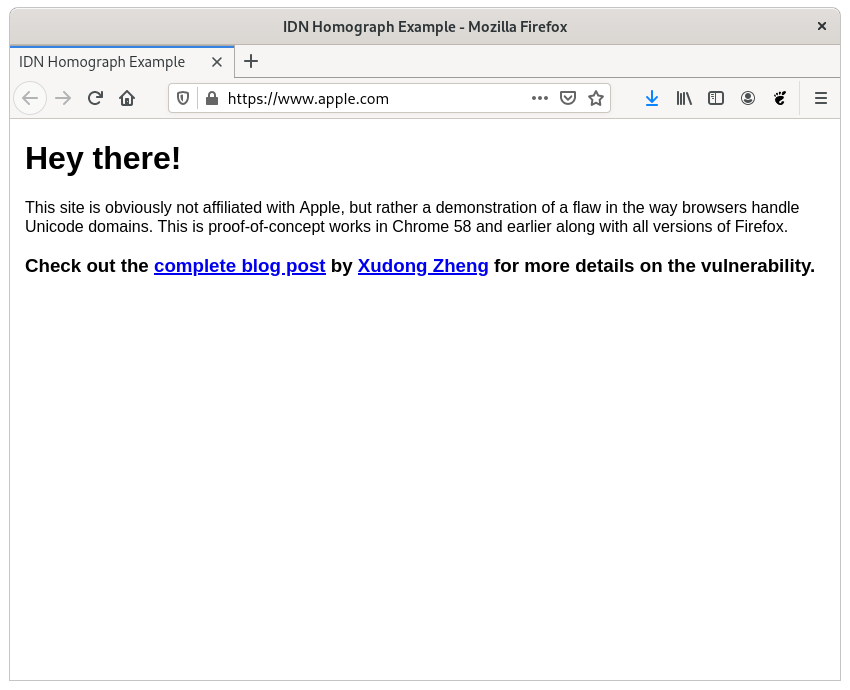 IDN Homograph Example - Mozilla Firefox
IDN Homograph Example
https://www.apple.com
Hey there!
This site is obviously not affiliated with Apple, but rather a demonstration of a flaw in the way browsers handle
Unicode domains. This is proof-of-concept works in Chrome 58 and earlier along with all versions of Firefox.
Check out the complete blog post by Xudong Zheng for more details on the vulnerability.